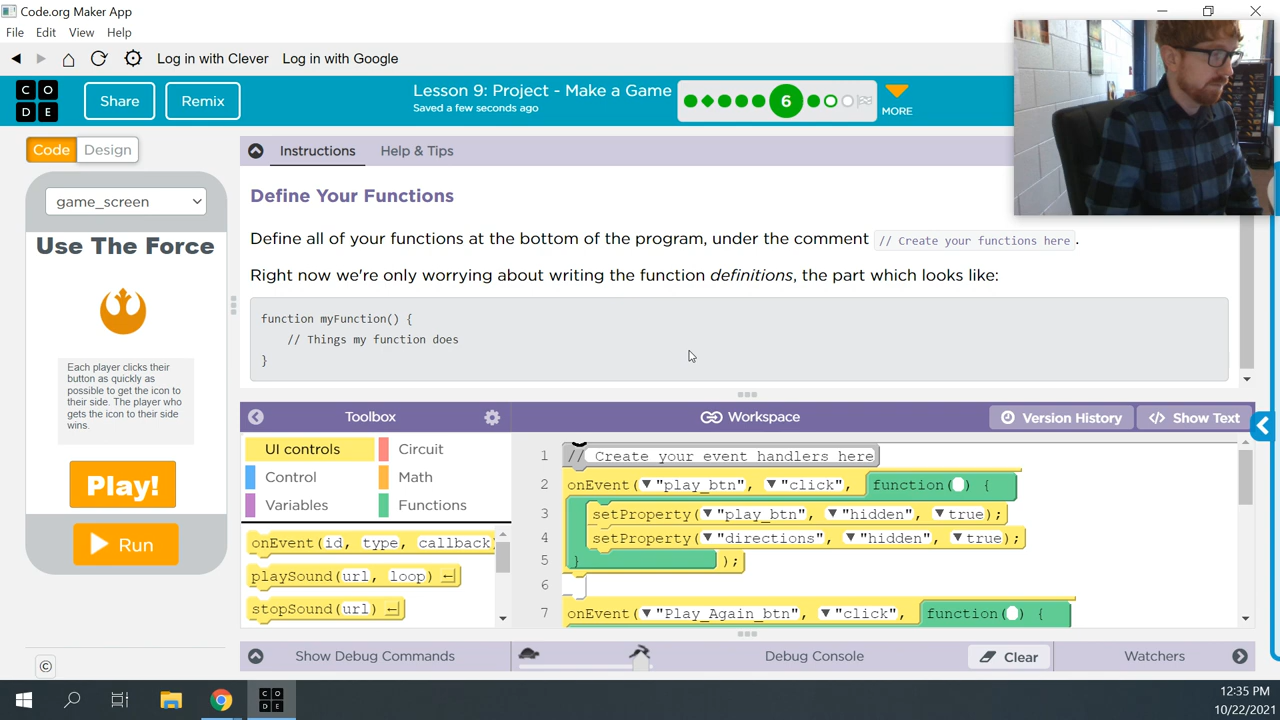 Code.org Maker App
File Edit View Help
Log in with Clever Log in with Google
C O D E
Share Remix
Lesson 9: Project - Make a Game
Saved a few seconds ago
6
MORE
Code Design
Instructions Help & Tips
game_screen
Use The Force
Each player clicks their
button as quickly as
possible to get the icon to
their side. The player who
gets the icon to their side
wins.
Play!
Run
©
Define Your Functions
Define all of your functions at the bottom of the program, under the comment // Create your functions here.
Right now we're only worrying about writing the function definitions, the part which looks like:
function myFunction() {
// Things my function does
}
Toolbox
UI controls Circuit
Control Math
Variables Functions
onEvent(id, type, callback)
playSound(url, loop)
stopSound(url)
Workspace Version History Show Text
1 // Create your event handlers here
2 onEvent( "play_btn", "click", function( ) {
3 setProperty( "play_btn", "hidden", true);
4 setProperty( "directions", "hidden", true);
5 } );
6
7 onEvent( "Play_Again_btn", "click", function( ) {
Show Debug Commands Debug Console Clear Watchers
C O D E
12:35 PM
10/22/2021